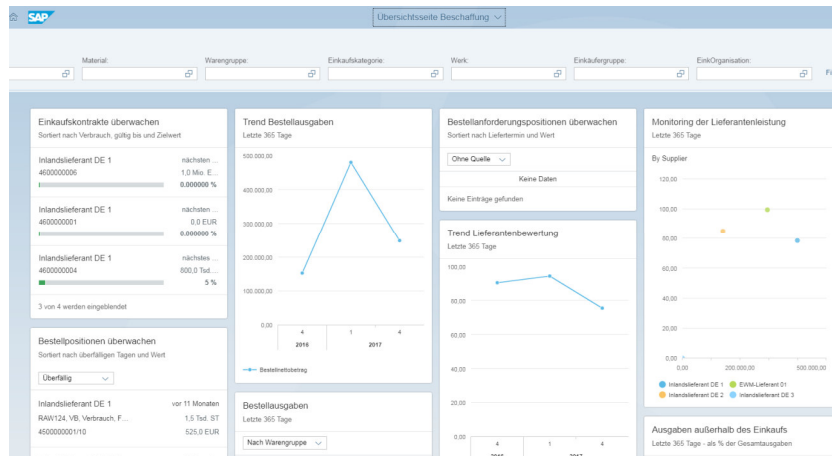 SAP
Übersichtsseite Beschaffung
Material:
Warengruppe:
Einkaufskategorie:
Werk:
Einkäufergruppe:
EinkOrganisation:
Einkaufskontrakte überwachen
Sortiert nach Verbrauch, gültig bis und Zielwert
Inlandslieferant DE 1 nächsten ...
4600000006 1,0 Mio. E...
0.000000 %
Inlandslieferant DE 1 nächsten ...
4600000001 0,0 EUR
0.000000 %
Inlandslieferant DE 1 nächstes ...
4600000004 800,0 Tsd....
5 %
3 von 4 werden eingeblendet
Bestellpositionen überwachen
Sortiert nach überfälligen Tagen und Wert
Überfällig
Inlandslieferant DE 1 vor 11 Monaten
RAW124, VB, Verbrauch, F... 1,5 Tsd. ST
4500000001/10 525,0 EUR
Trend Bestellausgaben
Letzte 365 Tage
500.000,00
400.000,00
300.000,00
200.000,00
100.000,00
0,00
4 1 4
2016 2017
Bestellnettobetrag
Bestellausgaben
Letzte 365 Tage
Nach Warengruppe
Bestellanforderungspositionen überwachen
Sortiert nach Liefertermin und Wert
Ohne Quelle
Keine Daten
Keine Einträge gefunden
Trend Lieferantenbewertung
Letzte 365 Tage
100,00
80,00
60,00
40,00
20,00
0,00
4 1 4
2016 2017
Monitoring der Lieferantenleistung
Letzte 365 Tage
By Supplier
120,00
100,00
80,00
60,00
40,00
20,00
0,00
0,00 200.000,00 500.000,00
Inlandslieferant DE 1 EWM-Lieferant 01
Inlandslieferant DE 2 Inlandslieferant DE 3
Ausgaben außerhalb des Einkaufs
Letzte 365 Tage - als % der Gesamtausgaben